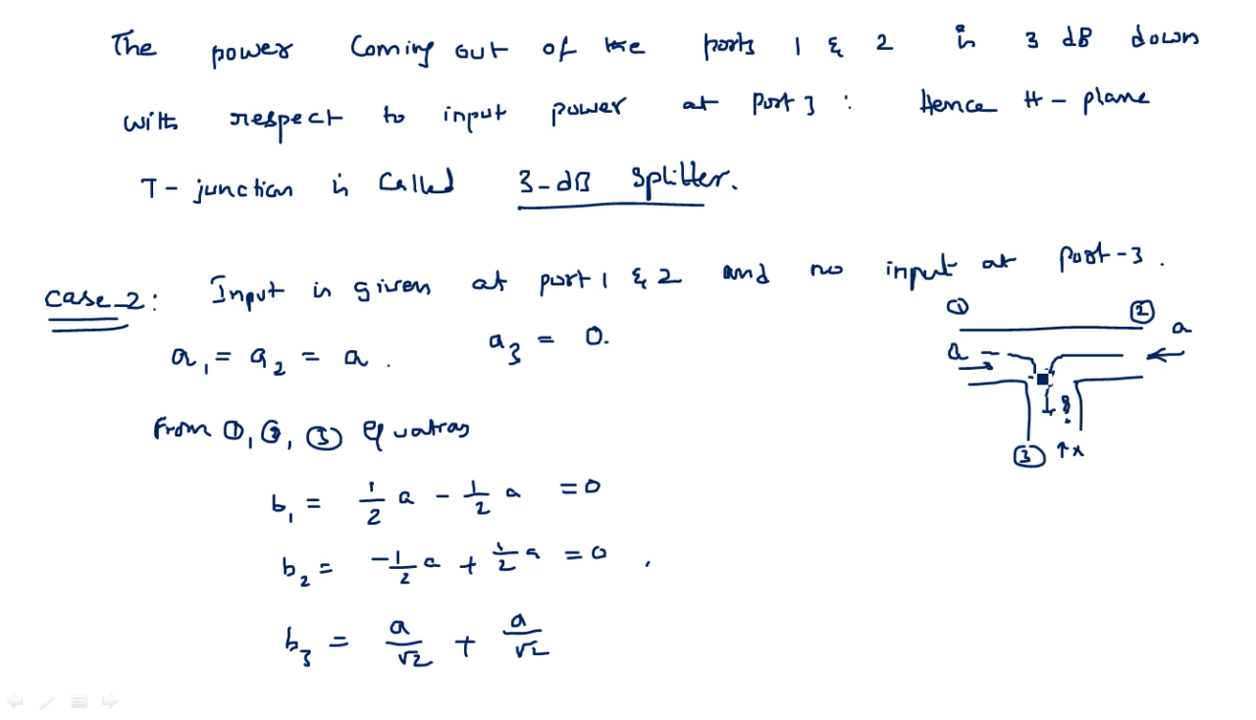 The power coming out of the ports 1 & 2 is 3 dB down
with respect to input power at port 3 : Hence H-plane
T-junction is called 3-dB splitter.
Case-2: Input is given at port 1 & 2 and no input at port-3.
a₁ = a₂ = a . a₃ = 0.
① ②
a a
From ①, ②, ③ Equations
③ ↑x
b₁ = 1/2 a - 1/2 a = 0
b₂ = -1/2 a + 1/2 a = 0 ,
b₃ = a/√2 + a/√2